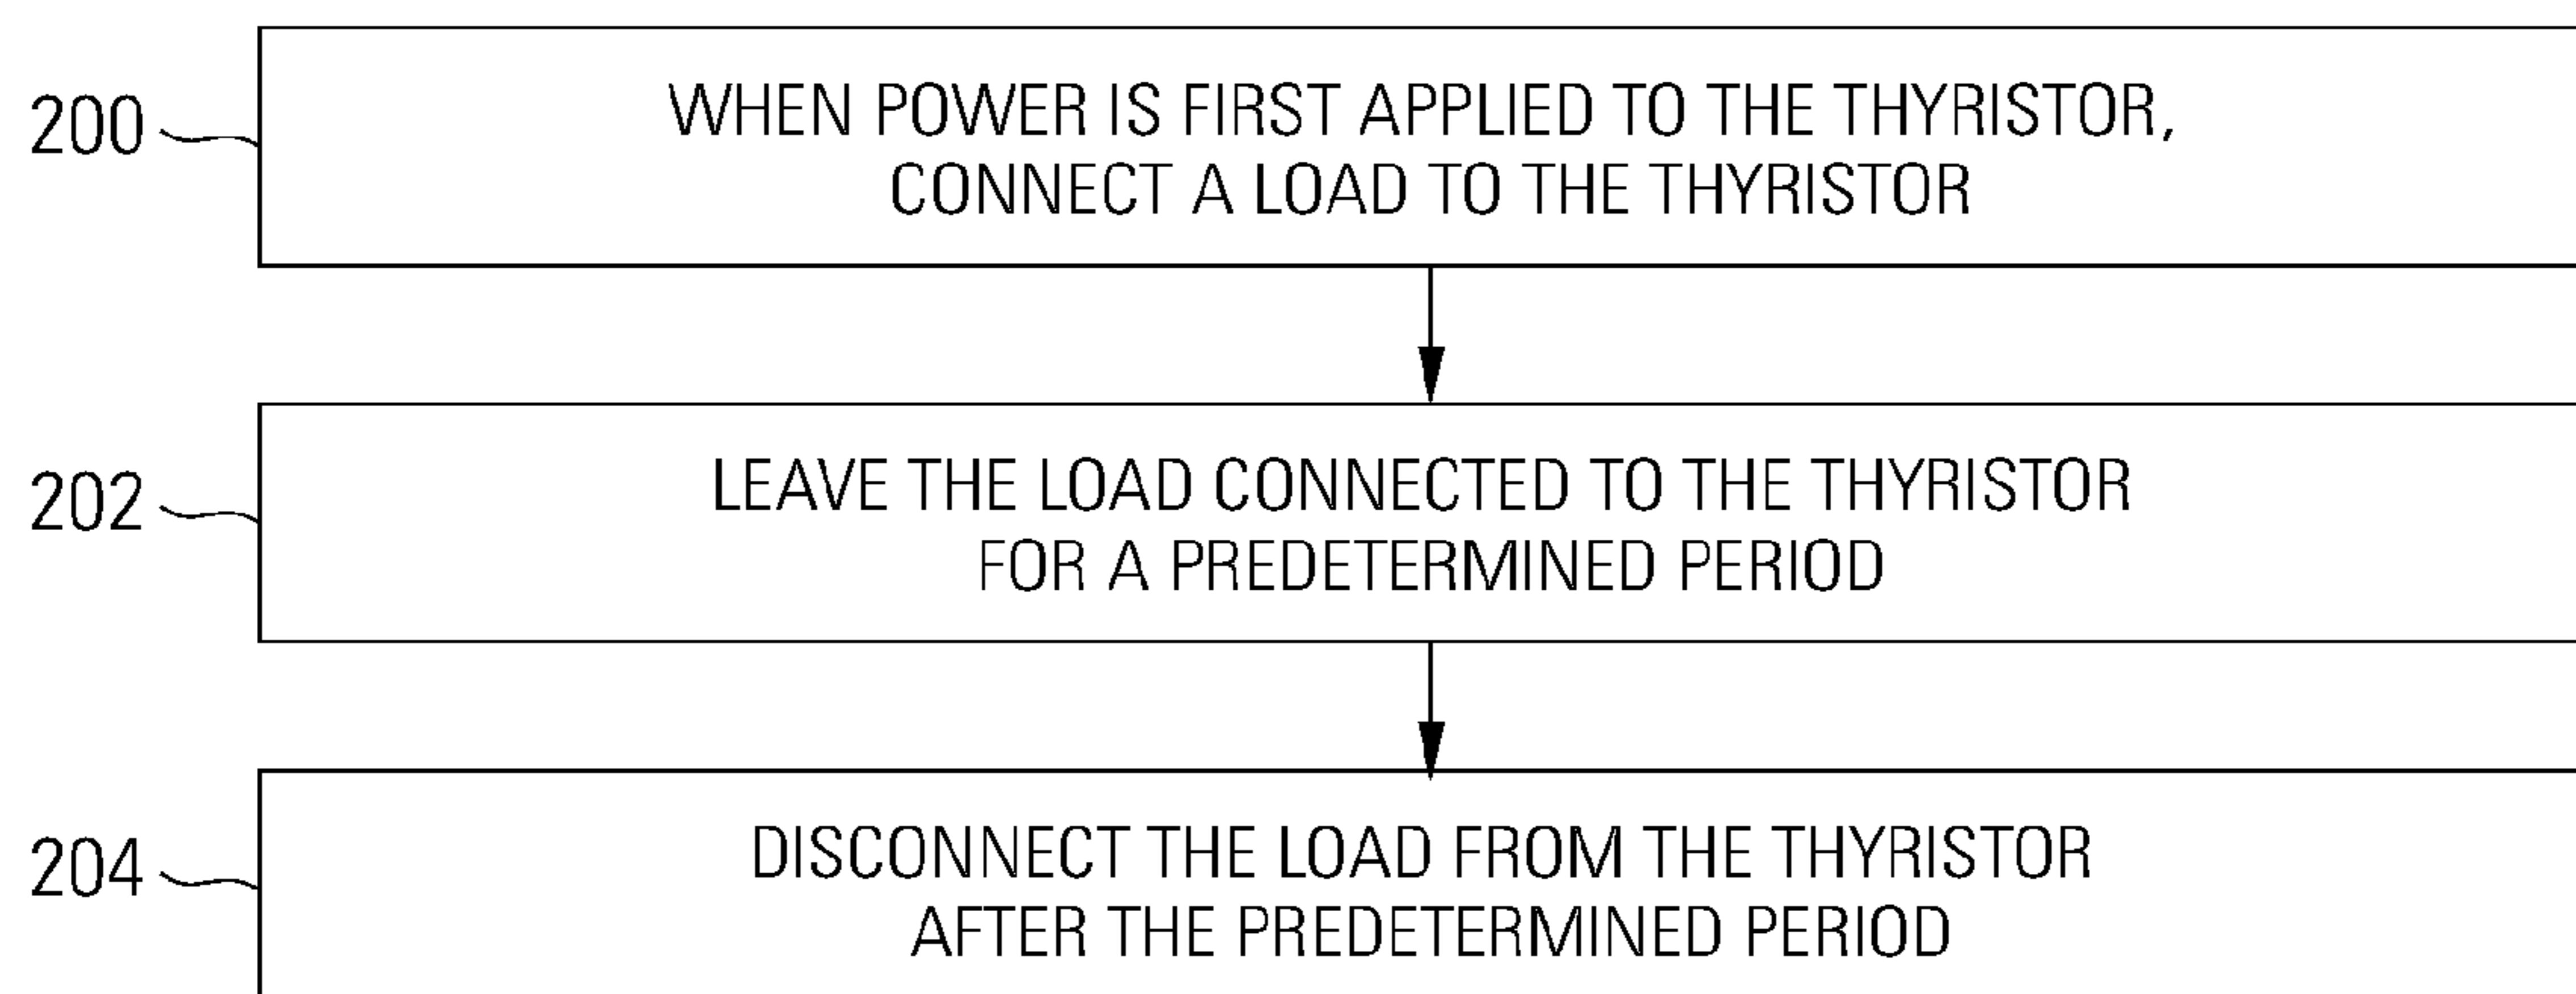 200
WHEN POWER IS FIRST APPLIED TO THE THYRISTOR,
CONNECT A LOAD TO THE THYRISTOR
202
LEAVE THE LOAD CONNECTED TO THE THYRISTOR
FOR A PREDETERMINED PERIOD
204
DISCONNECT THE LOAD FROM THE THYRISTOR
AFTER THE PREDETERMINED PERIOD